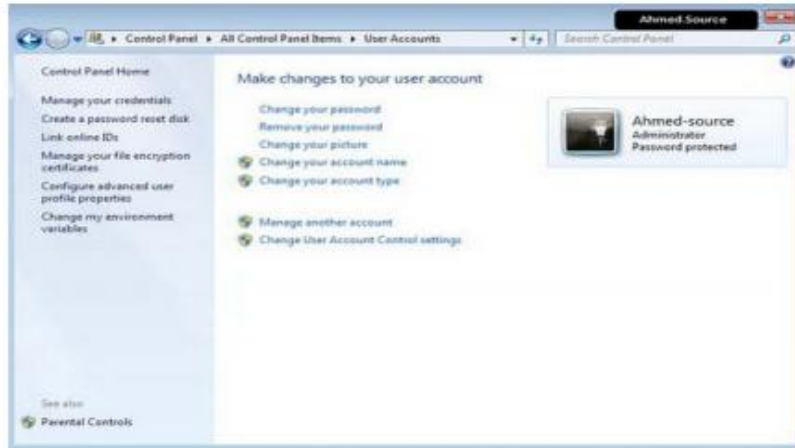 Ahmed.Source
Control Panel ▸ All Control Panel Items ▸ User Accounts
Search Control Panel
Control Panel Home
Manage your credentials
Create a password reset disk
Link online IDs
Manage your file encryption
certificates
Configure advanced user
profile properties
Change my environment
variables
See also
Parental Controls
Make changes to your user account
Change your password
Remove your password
Change your picture
Change your account name
Change your account type
Manage another account
Change User Account Control settings
Ahmed-source
Administrator
Password protected